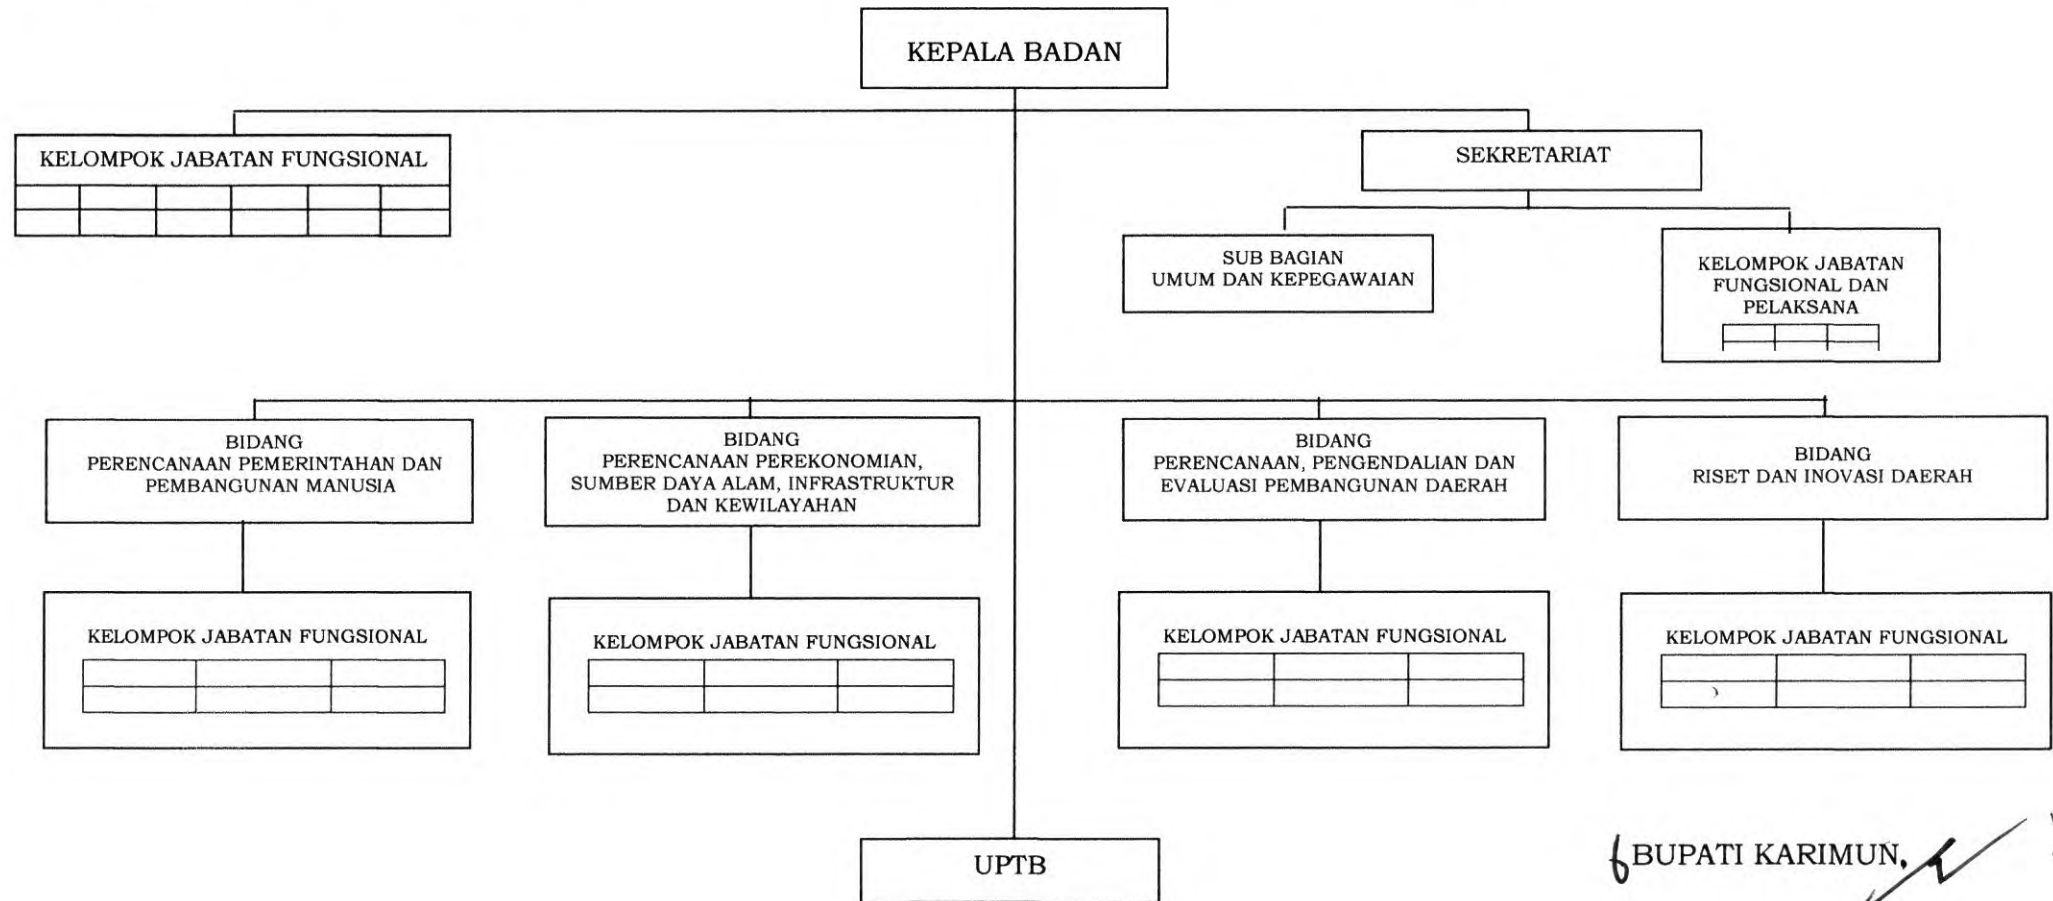 KEPALA BADAN
KELOMPOK JABATAN FUNGSIONAL
SEKRETARIAT
SUB BAGIAN
UMUM DAN KEPEGAWAIAN
KELOMPOK JABATAN
FUNGSIONAL DAN
PELAKSANA
BIDANG
PERENCANAAN PEMERINTAHAN DAN
PEMBANGUNAN MANUSIA
BIDANG
PERENCANAAN PEREKONOMIAN,
SUMBER DAYA ALAM, INFRASTRUKTUR
DAN KEWILAYAHAN
BIDANG
PERENCANAAN, PENGENDALIAN DAN
EVALUASI PEMBANGUNAN DAERAH
BIDANG
RISET DAN INOVASI DAERAH
KELOMPOK JABATAN FUNGSIONAL
KELOMPOK JABATAN FUNGSIONAL
KELOMPOK JABATAN FUNGSIONAL
KELOMPOK JABATAN FUNGSIONAL
UPTB
BUPATI KARIMUN,